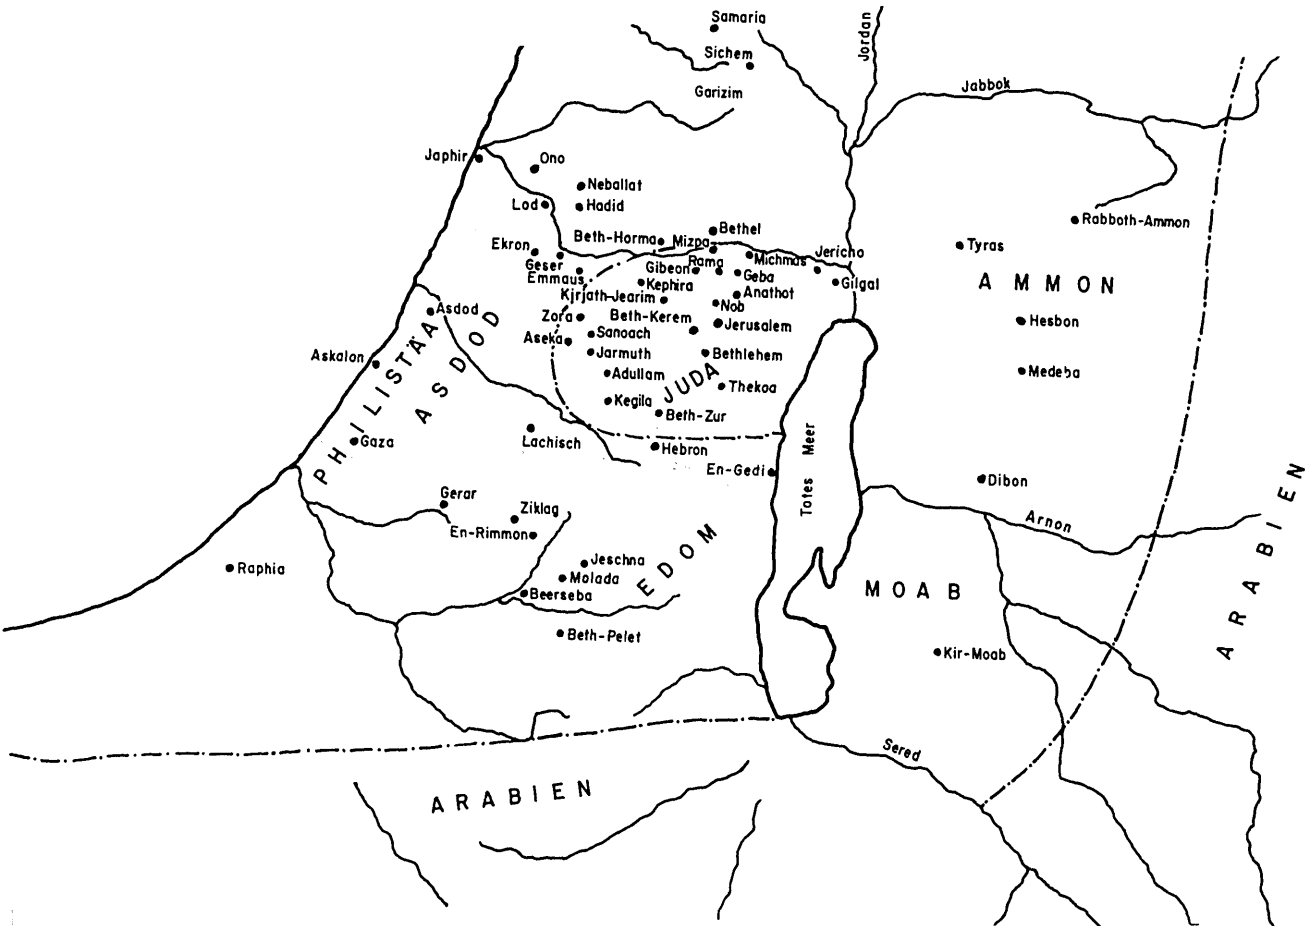 Samaria
Jordan
Sichem
Garizim
Jabbok
Japhir
Ono
Neballat
Lod
Hadid
Rabboth-Ammon
Bethel
Beth-Horma
Mizpa
Tyras
Ekron
Jericho
Geser
Michmas
Rama
Gibeon
Geba
Emmaus
Kephira
Gilgal
AMMON
Kjrjath-Jearim
Anathot
Nob
Asdod
Zora
Beth-Kerem
Jerusalem
Hesbon
Sanoach
Aseka
Jarmuth
Bethlehem
Askalon
PHILISTÄA
ASDOD
Adullam
JUDA
Medeba
Thekoa
Kegila
Beth-Zur
Gaza
Lachisch
Hebron
En-Gedi
Totes Meer
Dibon
Gerar
Ziklag
Arnon
En-Rimmon
ARABIEN
Raphia
Jeschna
EDOM
Molada
Beerseba
MOAB
Beth-Pelet
Kir-Moab
Sered
ARABIEN